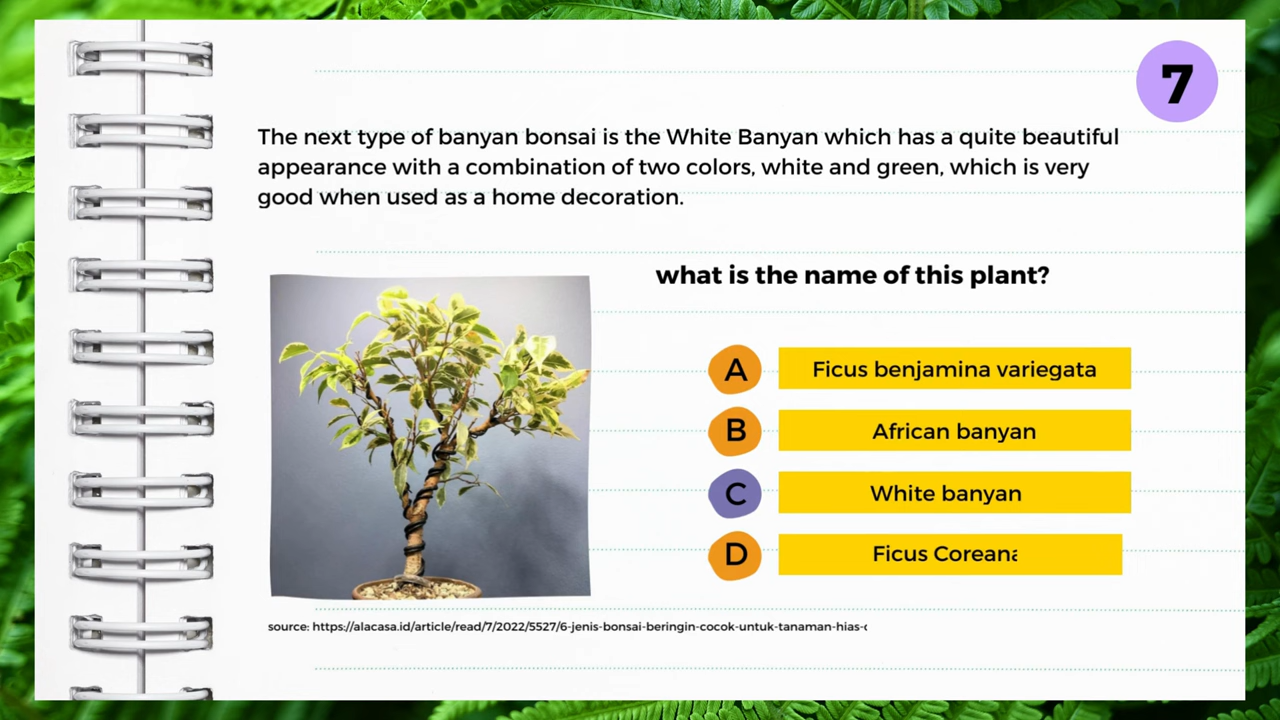 7
The next type of banyan bonsai is the White Banyan which has a quite beautiful
appearance with a combination of two colors, white and green, which is very
good when used as a home decoration.
what is the name of this plant?
A Ficus benjamina variegata
B African banyan
C White banyan
D Ficus Coreana
source: https://alacasa.id/article/read/7/2022/5527/6-jenis-bonsai-beringin-cocok-untuk-tanaman-hias-